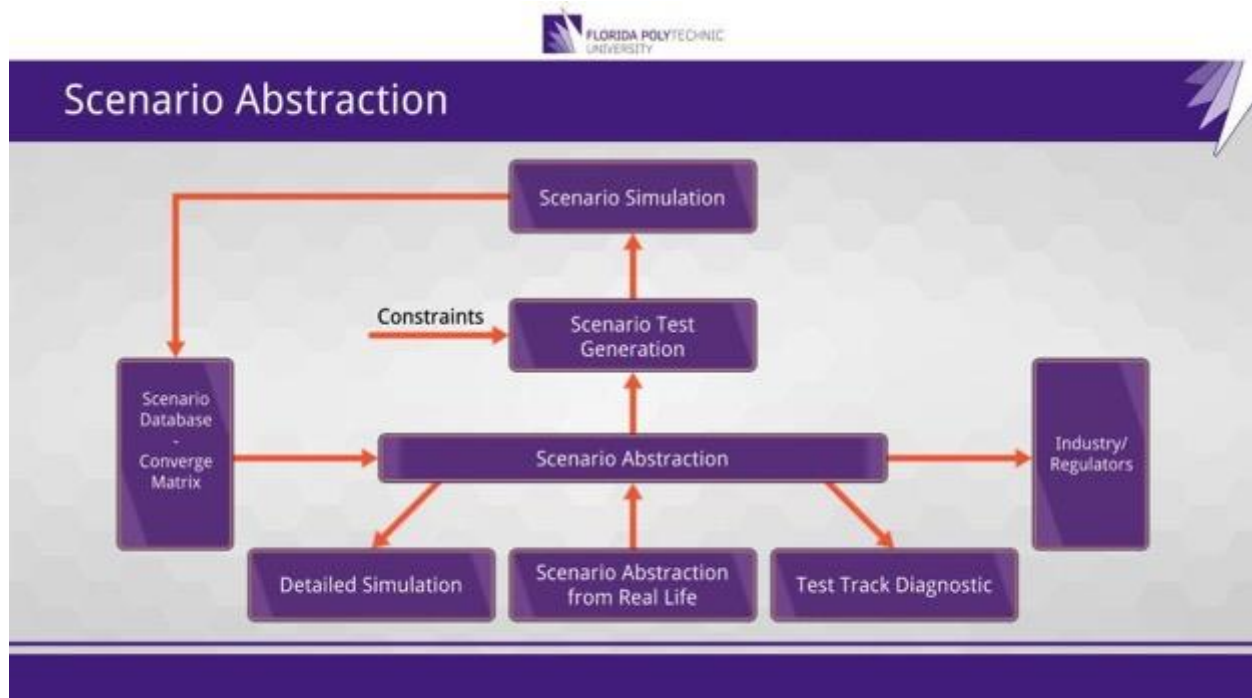 FLORIDA POLYTECHNIC
UNIVERSITY
Scenario Abstraction
Scenario Simulation
Constraints
Scenario Test
Generation
Scenario
Database
-
Converge
Matrix
Scenario Abstraction
Industry/
Regulators
Detailed Simulation
Scenario Abstraction
from Real Life
Test Track Diagnostic